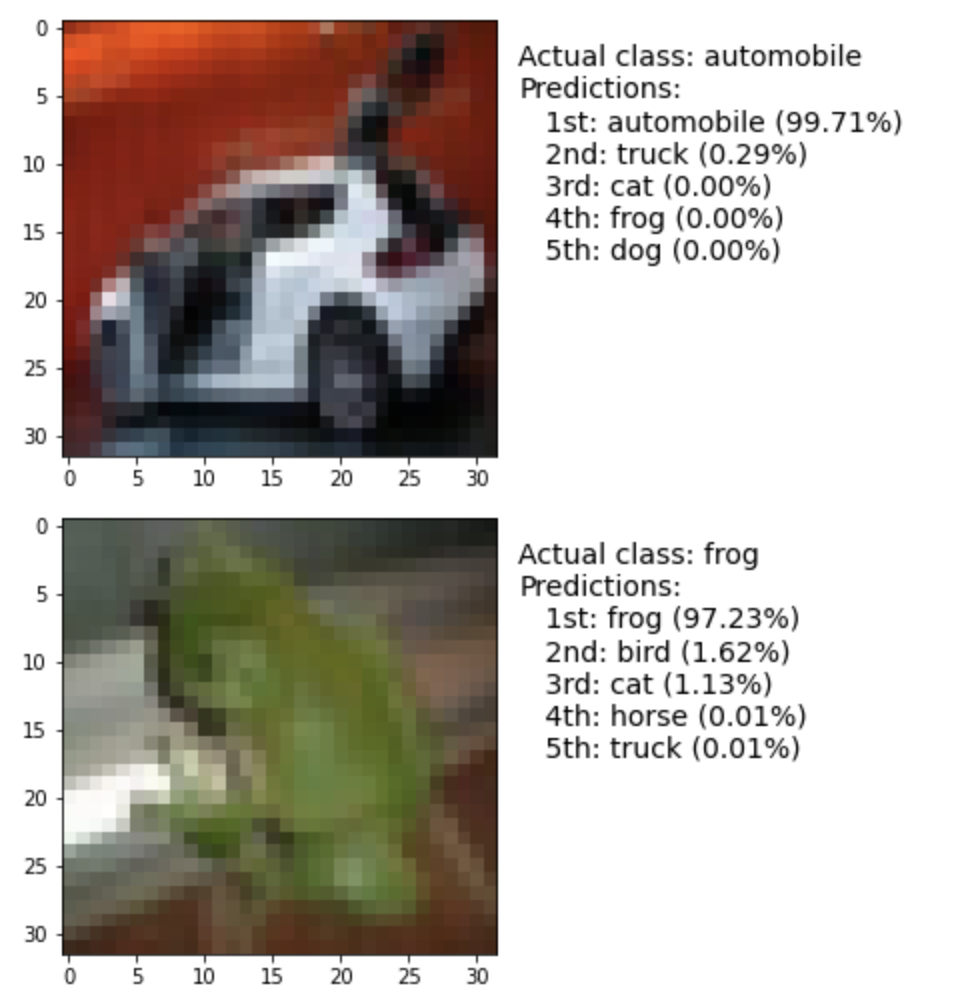 0
5
10
15
20
25
30
0 5 10 15 20 25 30
Actual class: automobile
Predictions:
1st: automobile (99.71%)
2nd: truck (0.29%)
3rd: cat (0.00%)
4th: frog (0.00%)
5th: dog (0.00%)
0
5
10
15
20
25
30
0 5 10 15 20 25 30
Actual class: frog
Predictions:
1st: frog (97.23%)
2nd: bird (1.62%)
3rd: cat (1.13%)
4th: horse (0.01%)
5th: truck (0.01%)